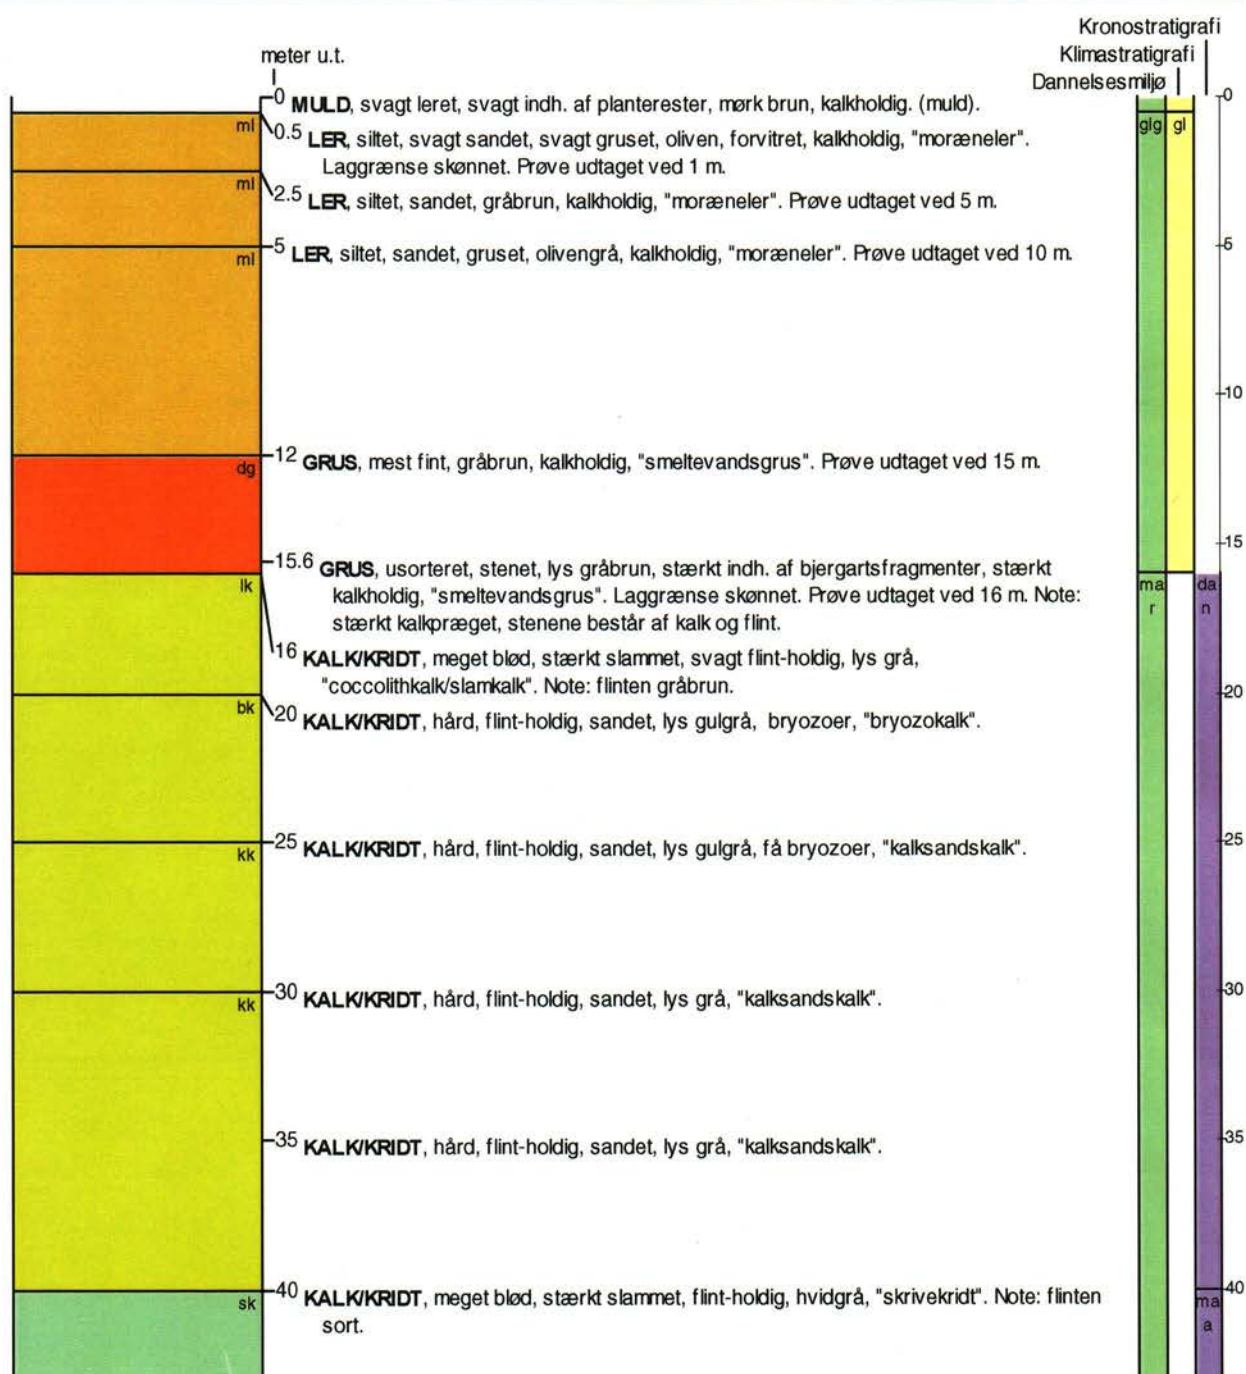 Kronostratigrafi
meter u.t.
Klimastratigrafi
Dannelsesmiljø
0 MULD, svagt leret, svagt indh. af planterester, mørk brun, kalkholdig. (muld).
0
ml
0.5 LER, siltet, svagt sandet, svagt gruset, oliven, forvitret, kalkholdig, "moræneler".
glg
gl
Laggrænse skønnet. Prøve udtaget ved 1 m.
ml
2.5 LER, siltet, sandet, gråbrun, kalkholdig, "moræneler". Prøve udtaget ved 5 m.
ml
5 LER, siltet, sandet, gruset, olivengrå, kalkholdig, "moræneler". Prøve udtaget ved 10 m.
5
10
dg
12 GRUS, mest fint, gråbrun, kalkholdig, "smeltevandsgrus". Prøve udtaget ved 15 m.
15
15.6 GRUS, usorteret, stenet, lys gråbrun, stærkt indh. af bjergartsfragmenter, stærkt
lk
kalkholdig, "smeltevandsgrus". Laggrænse skønnet. Prøve udtaget ved 16 m. Note:
ma
da
stærkt kalkpræget, stenene består af kalk og flint.
r
n
16 KALK/KRIDT, meget blød, stærkt slammet, svagt flint-holdig, lys grå,
"coccolithkalk/slamkalk". Note: flinten gråbrun.
20
bk
20 KALK/KRIDT, hård, flint-holdig, sandet, lys gulgrå, bryozoer, "bryozokalk".
kk
25 KALK/KRIDT, hård, flint-holdig, sandet, lys gulgrå, få bryozoer, "kalksandskalk".
25
kk
30 KALK/KRIDT, hård, flint-holdig, sandet, lys grå, "kalksandskalk".
30
35 KALK/KRIDT, hård, flint-holdig, sandet, lys grå, "kalksandskalk".
35
sk
40 KALK/KRIDT, meget blød, stærkt slammet, flint-holdig, hvidgrå, "skrivekridt". Note: flinten
40
ma
sort.
a